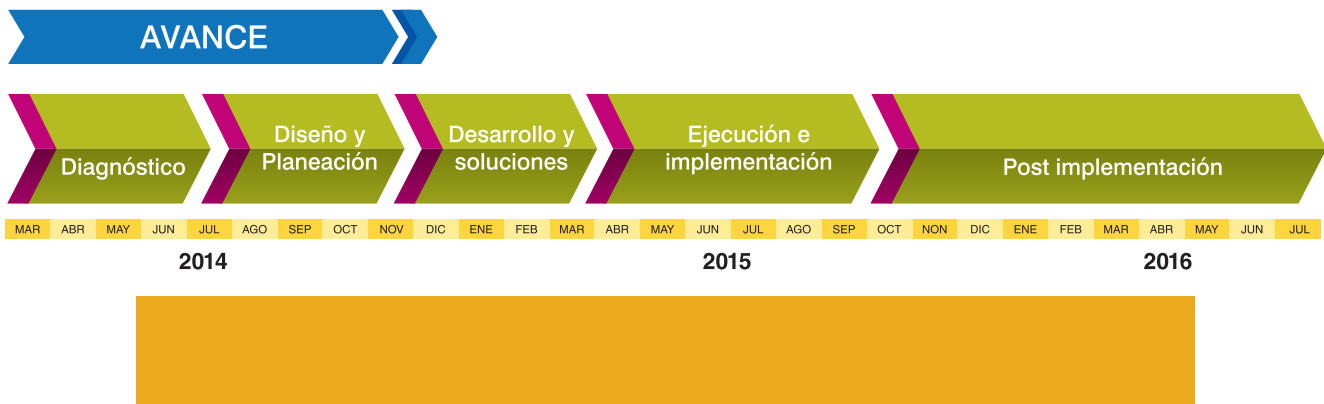 AVANCE
Diagnóstico
Diseño y
Planeación
Desarrollo y
soluciones
Ejecución e
implementación
Post implementación
MAR ABR MAY JUN JUL AGO SEP OCT NOV DIC ENE FEB MAR ABR MAY JUN JUL AGO SEP OCT NON DIC ENE FEB MAR ABR MAY JUN JUL
2014 2015 2016